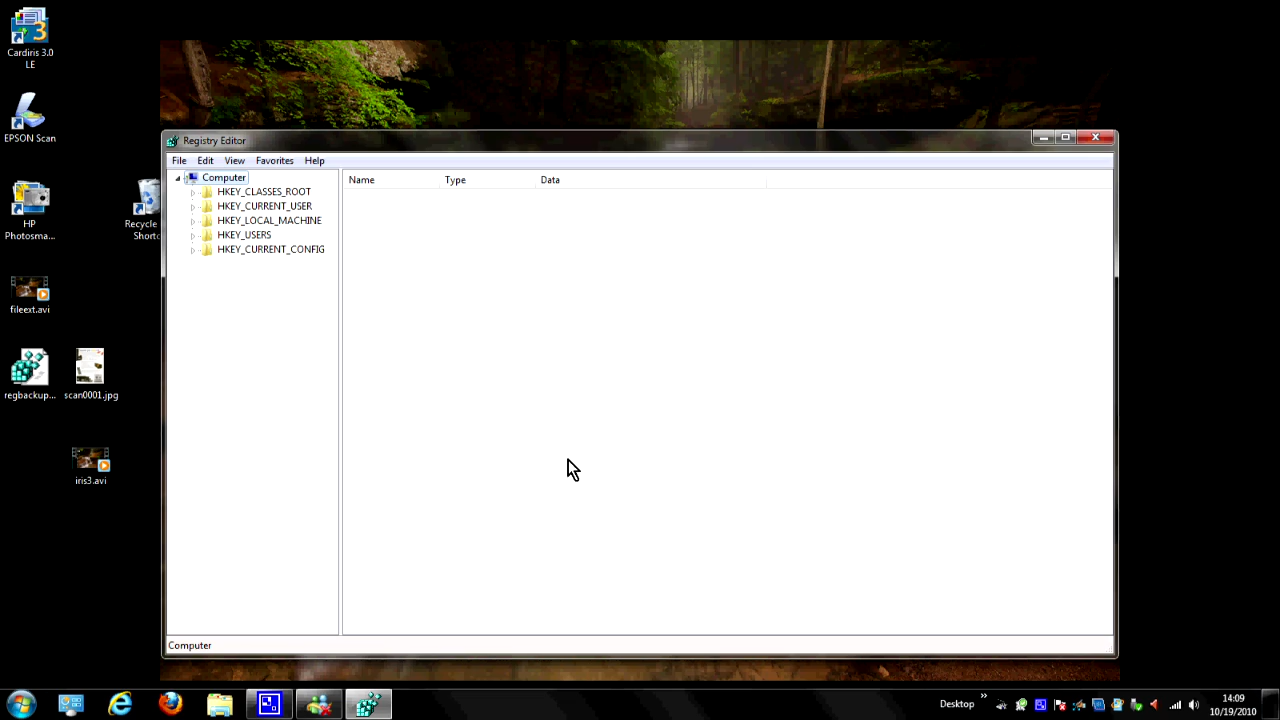 Cardiris 3.0
LE
EPSON Scan
HP
Photosma...
Recycle
Shortc
fileext.avi
regbackup...
scan0001.jpg
iris3.avi
Registry Editor
File Edit View Favorites Help
Computer
HKEY_CLASSES_ROOT
HKEY_CURRENT_USER
HKEY_LOCAL_MACHINE
HKEY_USERS
HKEY_CURRENT_CONFIG
Name Type Data
Computer
Desktop
14:09
10/19/2010